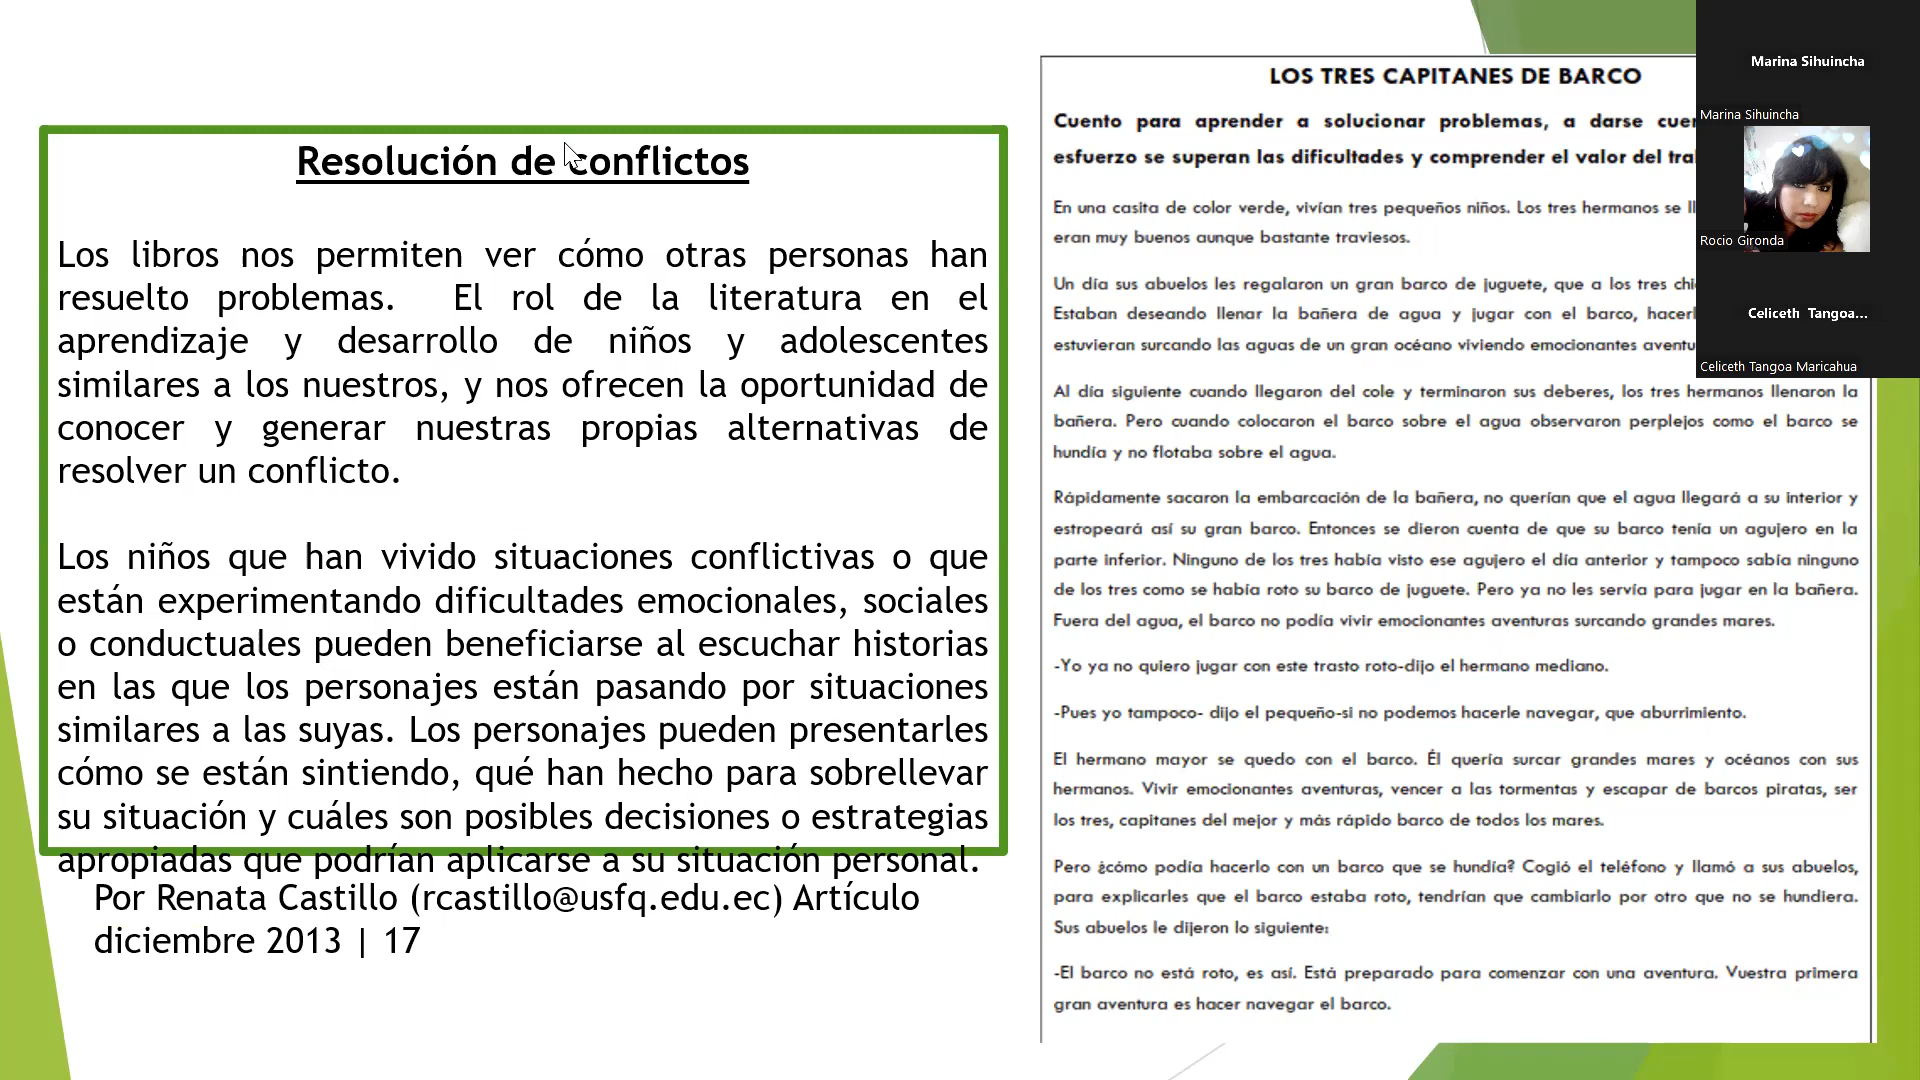 Resolución de conflictos
Los libros nos permiten ver cómo otras personas han
resuelto problemas. El rol de la literatura en el
aprendizaje y desarrollo de niños y adolescentes
similares a los nuestros, y nos ofrecen la oportunidad de
conocer y generar nuestras propias alternativas de
resolver un conflicto.
Los niños que han vivido situaciones conflictivas o que
están experimentando dificultades emocionales, sociales
o conductuales pueden beneficiarse al escuchar historias
en las que los personajes están pasando por situaciones
similares a las suyas. Los personajes pueden presentarles
cómo se están sintiendo, qué han hecho para sobrellevar
su situación y cuáles son posibles decisiones o estrategias
apropiadas que podrían aplicarse a su situación personal.
Por Renata Castillo (rcastillo@usfq.edu.ec) Artículo
diciembre 2013 | 17
LOS TRES CAPITANES DE BARCO
Cuento para aprender a solucionar problemas, a darse
esfuerzo se superan las dificultades y comprender el valor del
En una casita de color verde, vivían tres pequeños niños. Los tres hermanos se
eran muy buenos aunque bastante traviesos.
Un día sus abuelos les regalaron un gran barco de juguete, que a los tres
Estaban deseando llenar la bañera de agua y jugar con el barco,
estuvieran surcando las aguas de un gran océano viviendo emocionantes
Al día siguiente cuando llegaron del cole y terminaron sus deberes, los tres hermanos llenaron la
bañera. Pero cuando colocaron el barco sobre el agua observaron perplejos como el barco se
hundía y no flotaba sobre el agua.
Rápidamente sacaron la embarcación de la bañera, no querían que el agua llegará a su interior y
estropeará así su gran barco. Entonces se dieron cuenta de que su barco tenía un agujero en la
parte inferior. Ninguno de los tres había visto ese agujero el día anterior y tampoco sabía ninguno
de los tres como se había roto su barco de juguete. Pero ya no les servía para jugar en la bañera.
Fuera del agua, el barco no podía vivir emocionantes aventuras surcando grandes mares.
-Yo ya no quiero jugar con este trasto roto-dijo el hermano mediano.
-Pues yo tampoco- dijo el pequeño-si no podemos hacerle navegar, que aburrimiento.
El hermano mayor se quedo con el barco. Él quería surcar grandes mares y océanos con sus
hermanos. Vivir emocionantes aventuras, vencer a las tormentas y escapar de barcos piratas, ser
los tres, capitanes del mejor y más rápido barco de todos los mares.
Pero ¿cómo podía hacerlo con un barco que se hundía? Cogió el teléfono y llamó a sus abuelos,
para explicarles que el barco estaba roto, tendrían que cambiarlo por otro que no se hundiera.
Sus abuelos le dijeron lo siguiente:
-El barco no está roto, es así. Está preparado para comenzar con una aventura. Vuestra primera
gran aventura es hacer navegar el barco.
Marina Sihuincha
Marina Sihuincha
Rocio Gironda
Celiceth Tangoa...
Celiceth Tangoa Maricahua